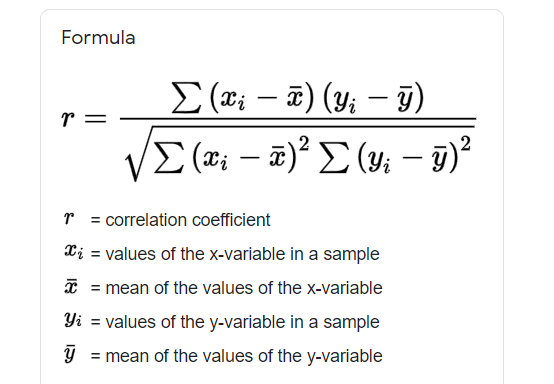 Formula
r = ∑ (xᵢ − x̄) (yᵢ − ȳ) / √ ∑ (xᵢ − x̄)² ∑ (yᵢ − ȳ)²
r = correlation coefficient
xᵢ = values of the x-variable in a sample
x̄ = mean of the values of the x-variable
yᵢ = values of the y-variable in a sample
ȳ = mean of the values of the y-variable